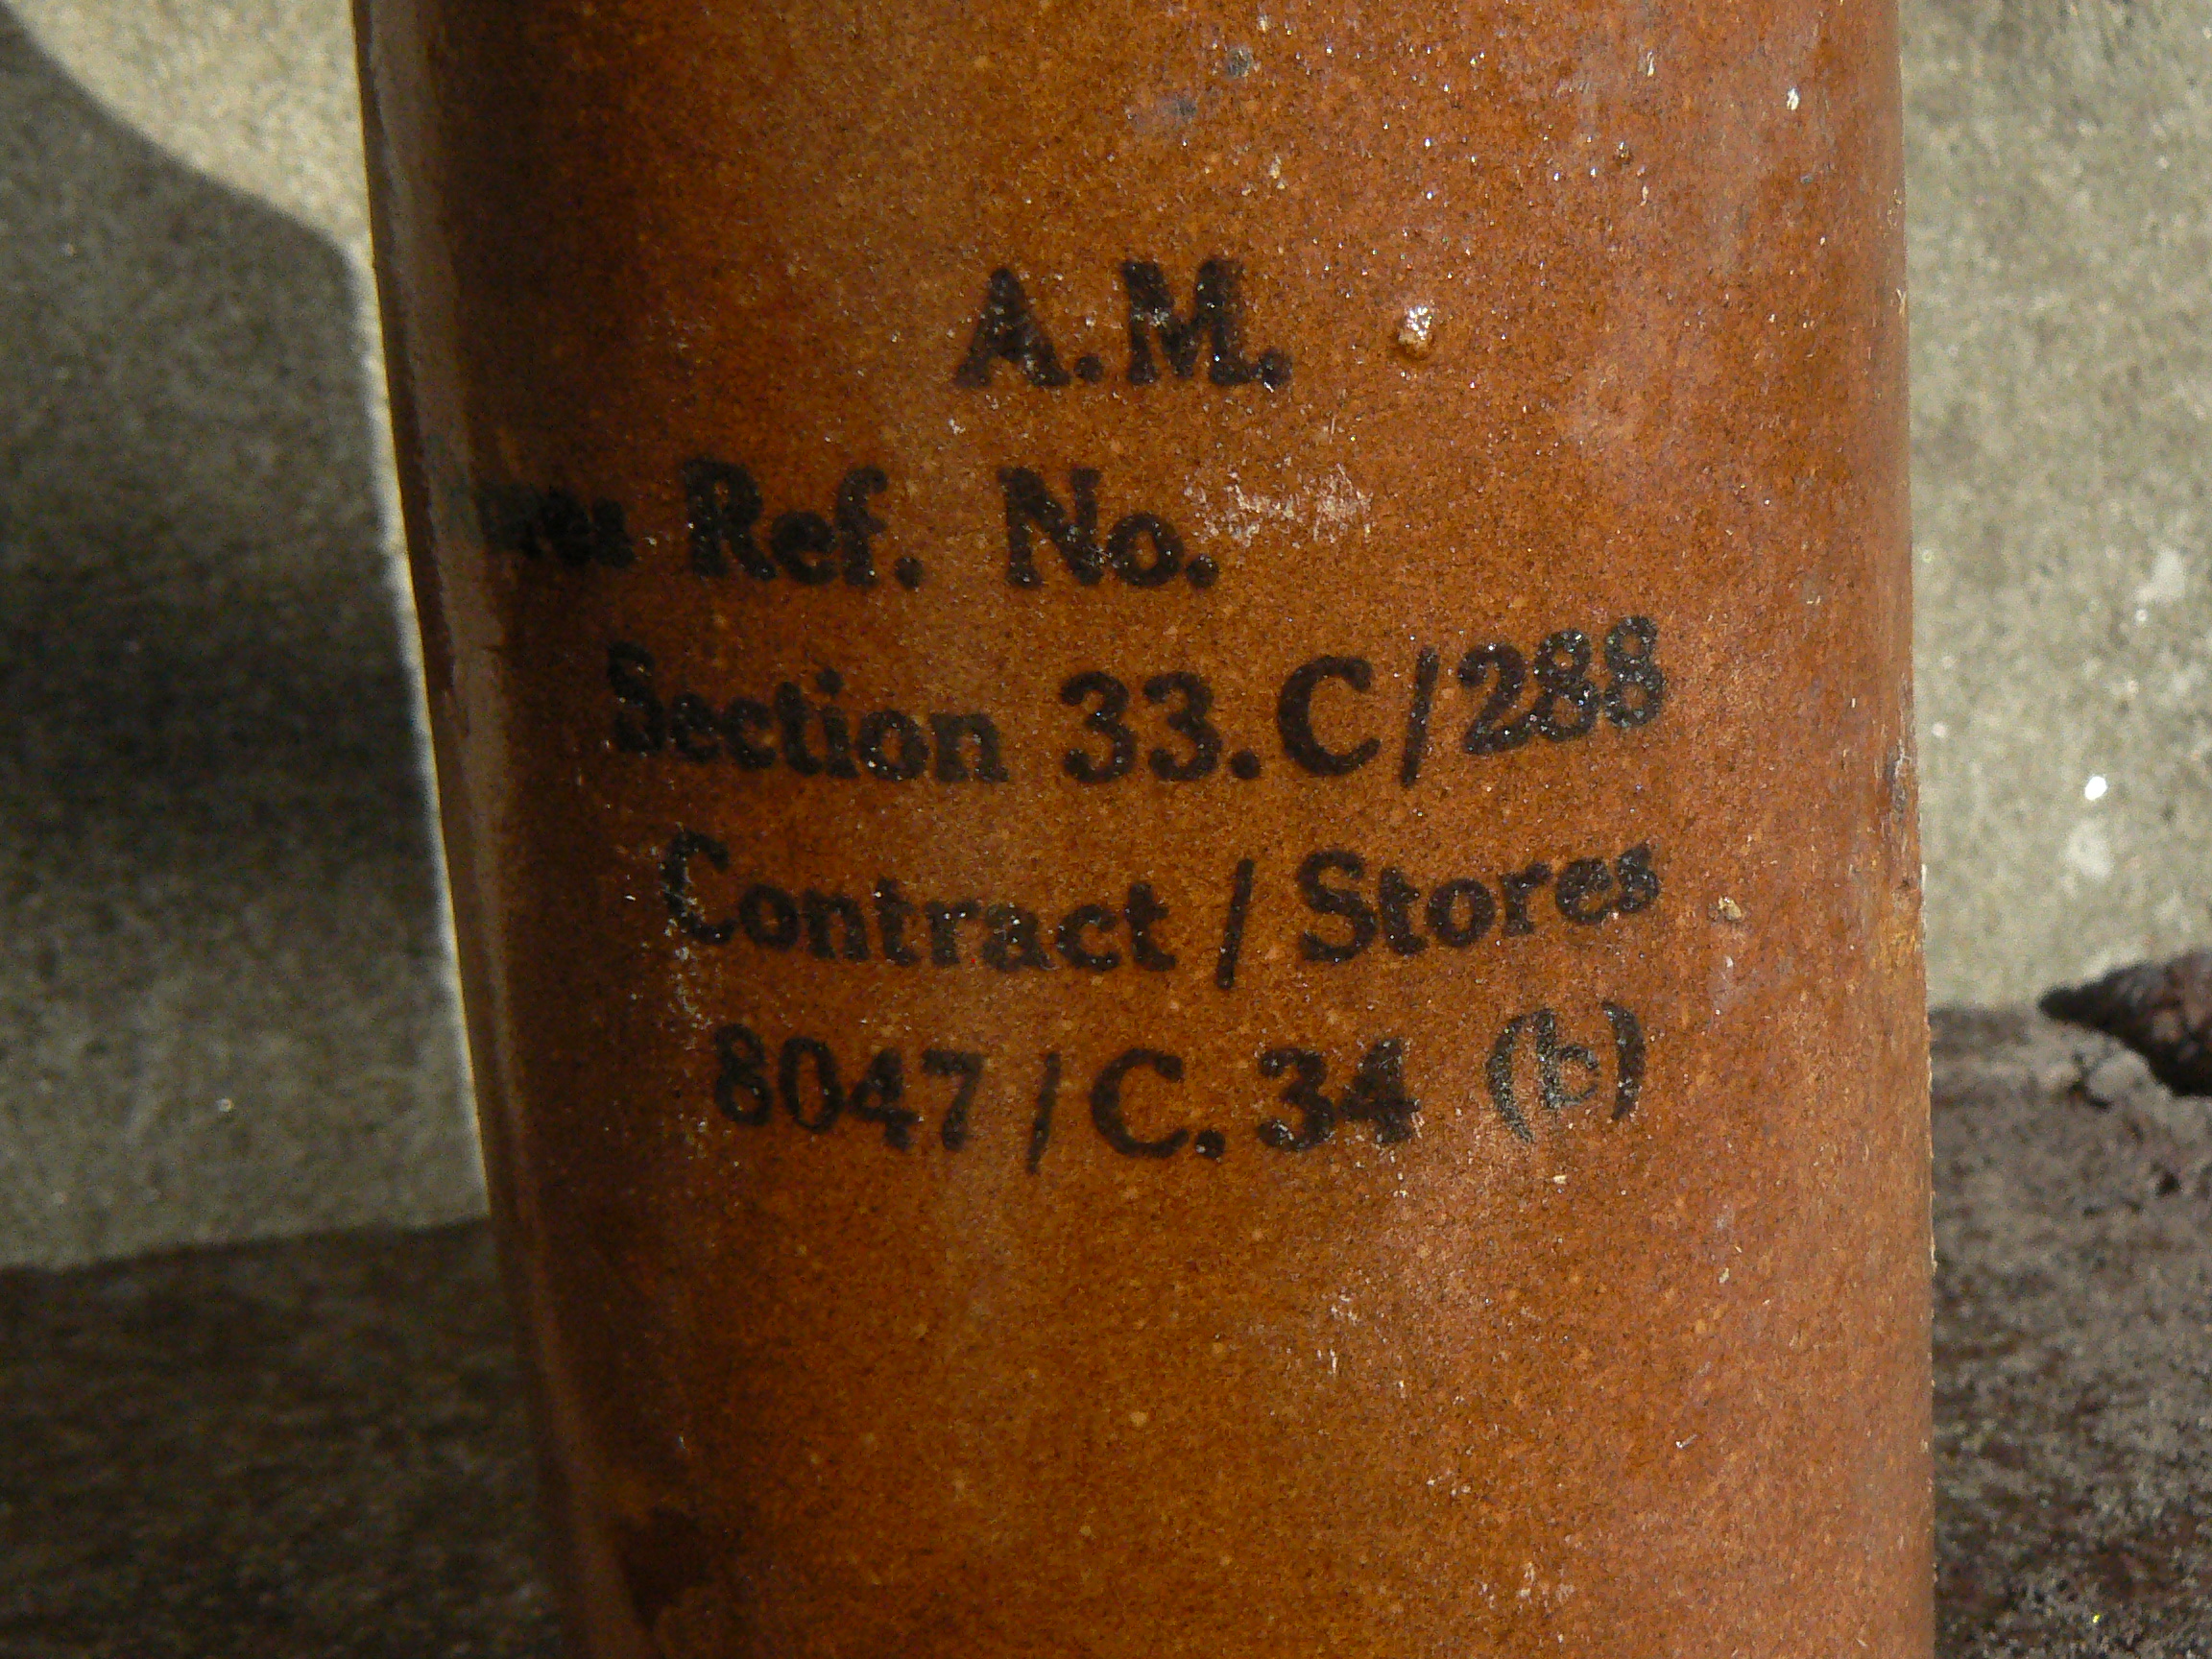 A.M.
Ref. No.
Section 33.C/288
Contract / Stores
8047 / C.34 (b)